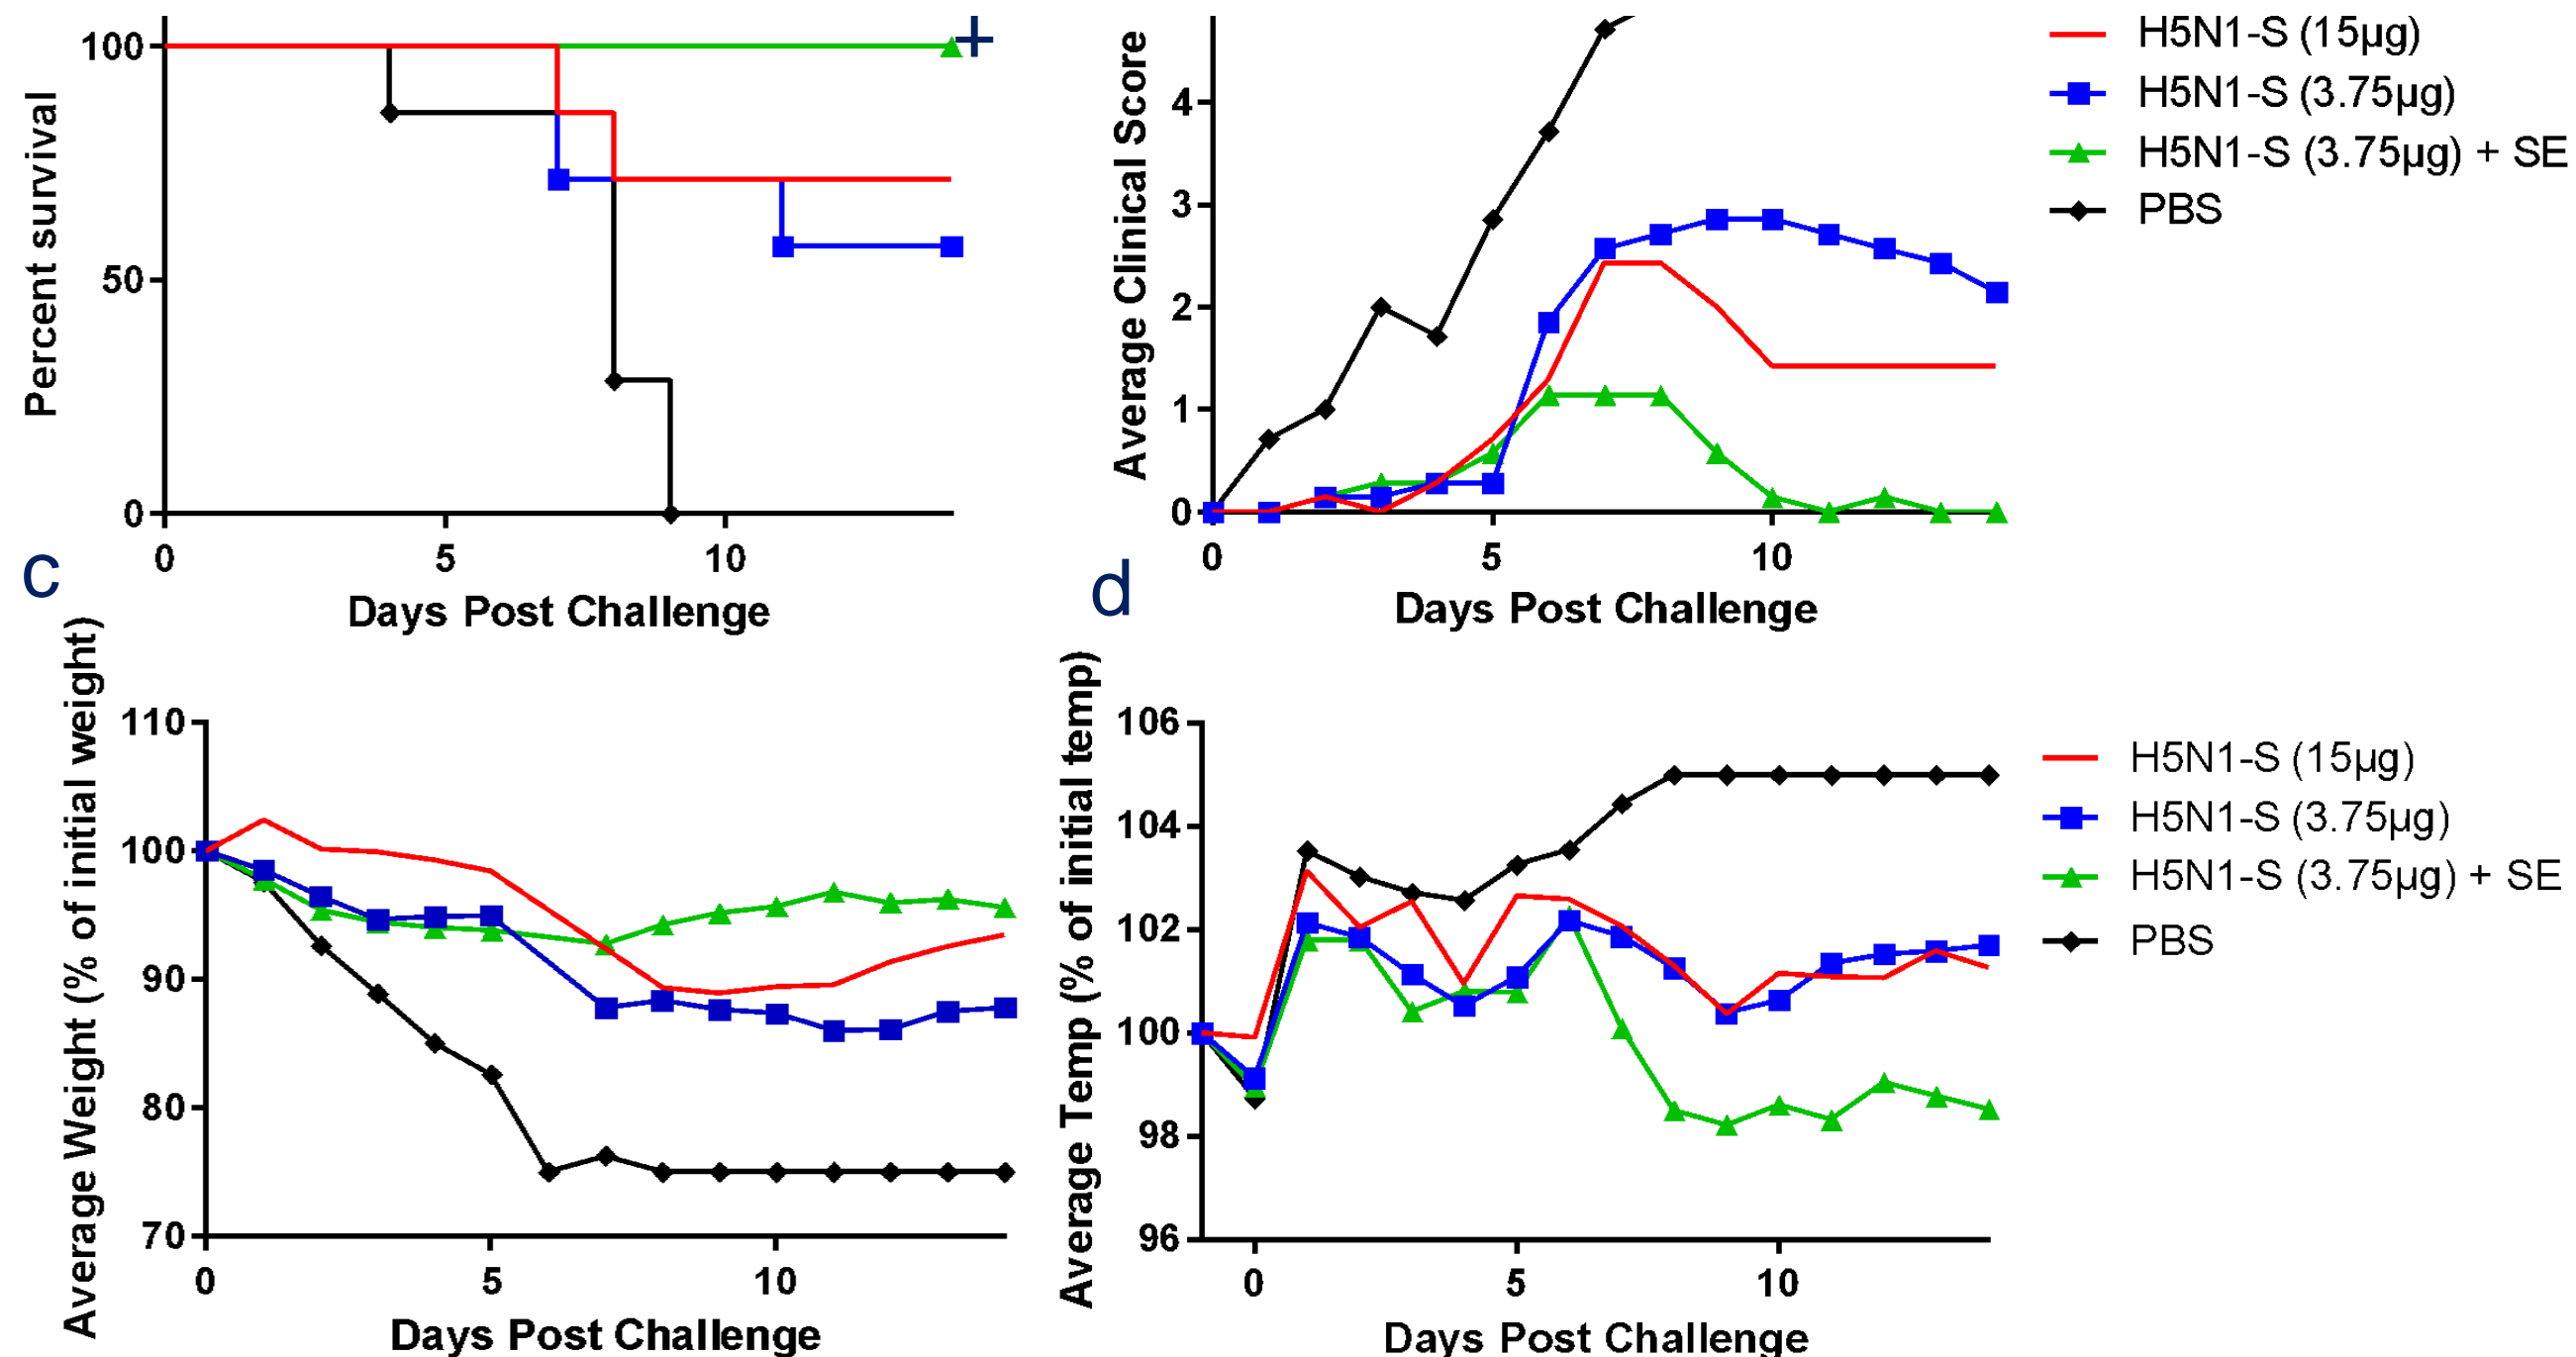 Percent survival
100
50
0
0 5 10
Days Post Challenge
+
Average Clinical Score
4
3
2
1
0
0 5 10
Days Post Challenge
H5N1-S (15µg)
H5N1-S (3.75µg)
H5N1-S (3.75µg) + SE
PBS
c
Average Weight (% of initial weight)
110
100
90
80
70
0 5 10
Days Post Challenge
d
Average Temp (% of initial temp)
106
104
102
100
98
96
0 5 10
Days Post Challenge
H5N1-S (15µg)
H5N1-S (3.75µg)
H5N1-S (3.75µg) + SE
PBS